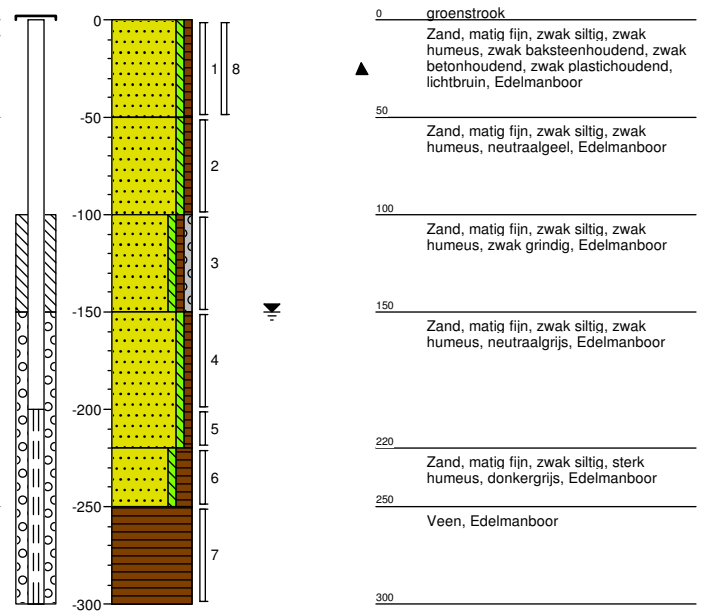 0
-50
-100
-150
-200
-250
-300
1
8
2
3
4
5
6
7
0
groenstrook
Zand, matig fijn, zwak siltig, zwak
humeus, zwak baksteenhoudend, zwak
betonhoudend, zwak plastichoudend,
lichtbruin, Edelmanboor
50
Zand, matig fijn, zwak siltig, zwak
humeus, neutraalgeel, Edelmanboor
100
Zand, matig fijn, zwak siltig, zwak
humeus, zwak grindig, Edelmanboor
150
Zand, matig fijn, zwak siltig, zwak
humeus, neutraalgrijs, Edelmanboor
220
Zand, matig fijn, zwak siltig, sterk
humeus, donkergrijs, Edelmanboor
250
Veen, Edelmanboor
300